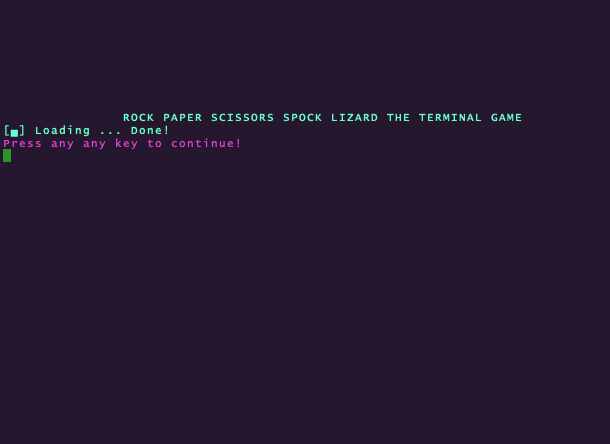 ROCK PAPER SCISSORS SPOCK LIZARD THE TERMINAL GAME
[▄] Loading ... Done!
Press any any key to continue!